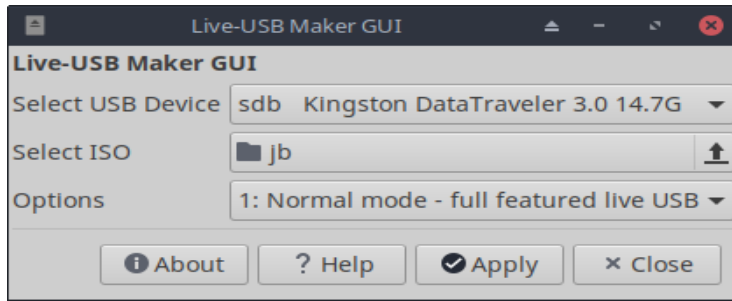 Live-USB Maker GUI
Live-USB Maker GUI
Select USB Device sdb Kingston DataTraveler 3.0 14.7G
Select ISO jb
Options 1: Normal mode - full featured live USB
About ? Help Apply Close